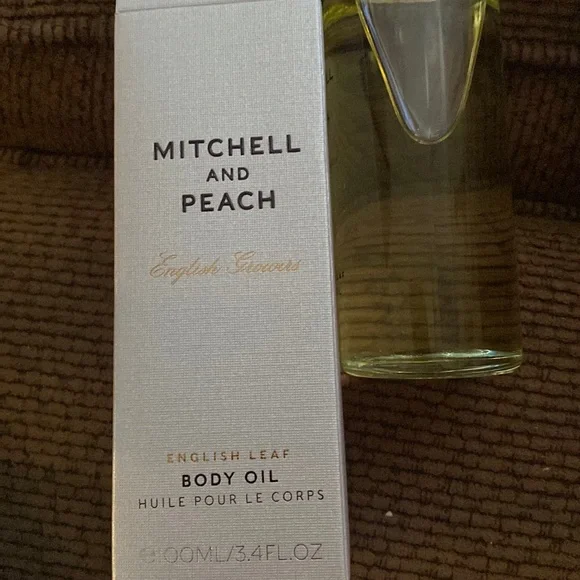 MITCHELL
AND
PEACH
English Growers
ENGLISH LEAF
BODY OIL
HUILE POUR LE CORPS
℮100ML/3.4FL.OZ